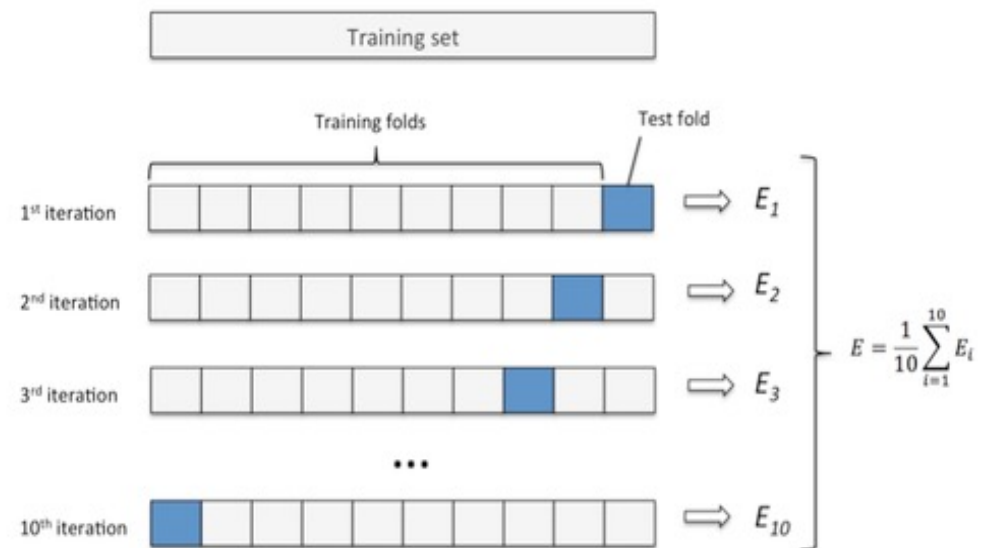 Training set
Training folds
Test fold
1st iteration
E1
2nd iteration
E2
3rd iteration
E3
...
10th iteration
E10
E = 1/10 ∑ i=1 10 Ei